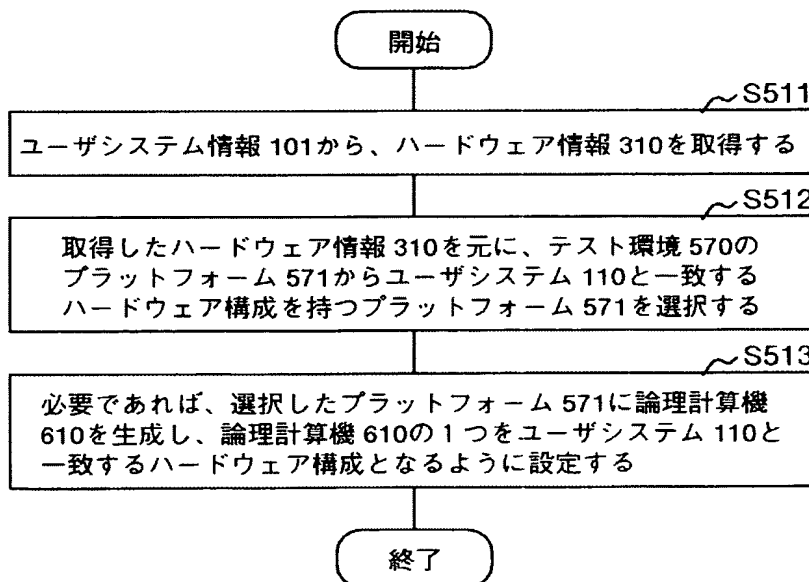 開始
S511
ユーザシステム情報 101から、ハードウェア情報 310を取得する
S512
取得したハードウェア情報 310を元に、テスト環境 570の
プラットフォーム 571からユーザシステム 110と一致する
ハードウェア構成を持つプラットフォーム 571を選択する
S513
必要であれば、選択したプラットフォーム 571に論理計算機
610を生成し、論理計算機 610の1つをユーザシステム 110と
一致するハードウェア構成となるように設定する
終了